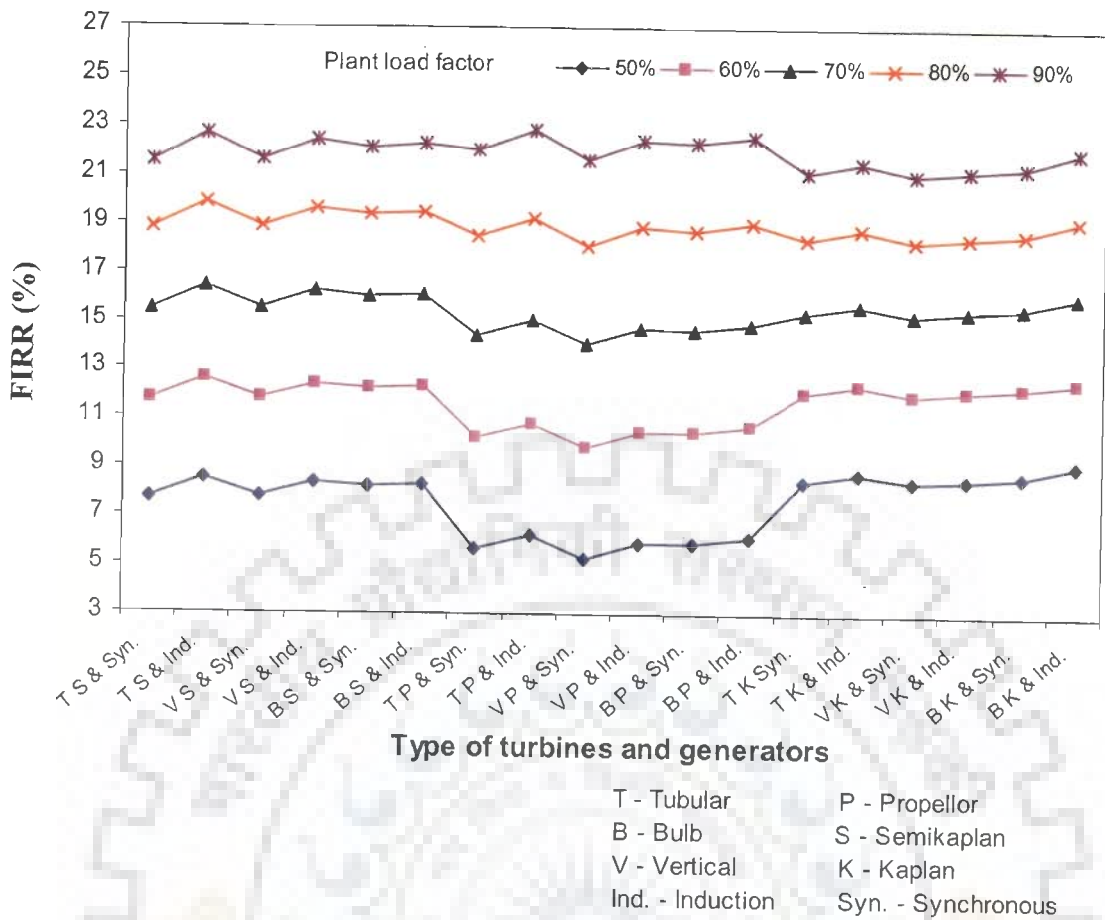 27
25
23
21
19
17
15
13
11
9
7
5
3
FIRR (%)
Plant load factor 50% 60% 70% 80% 90%
T S & Syn.
T S & Ind.
V S & Syn.
V S & Ind.
B S & Syn.
B S & Ind.
T P & Syn.
T P & Ind.
V P & Syn.
V P & Ind.
B P & Syn.
B P & Ind.
T K Syn.
T K & Ind.
V K & Syn.
V K & Ind.
B K & Syn.
B K & Ind.
Type of turbines and generators
T - Tubular P - Propellor
B - Bulb S - Semikaplan
V - Vertical K - Kaplan
Ind. - Induction Syn. - Synchronous